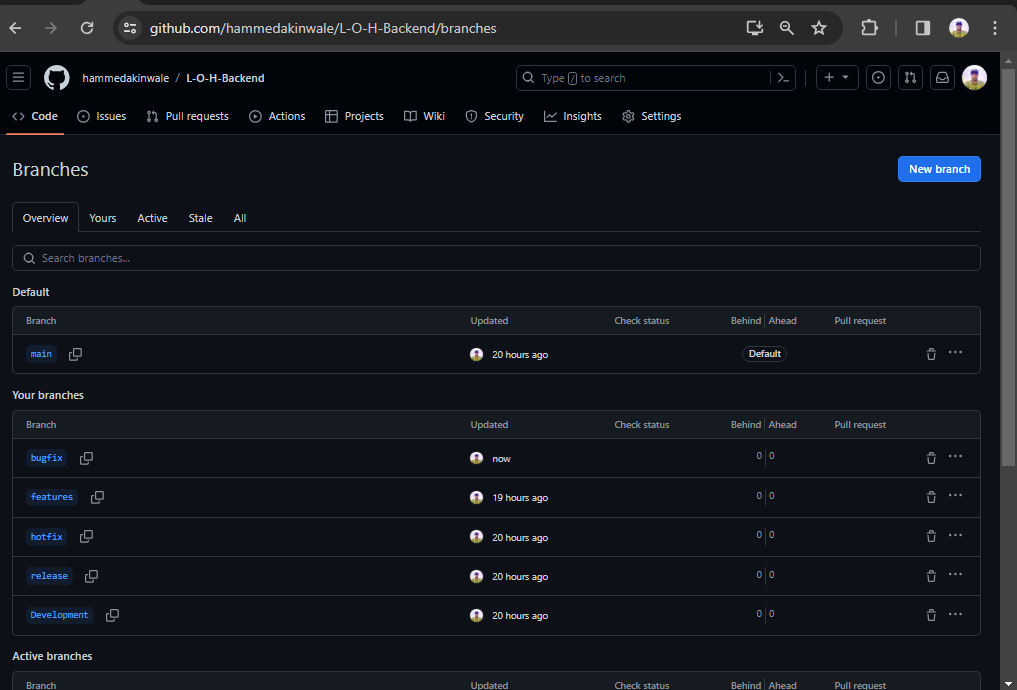 github.com/hammedakinwale/L-O-H-Backend/branches
hammedakinwale / L-O-H-Backend
Type / to search
Code Issues Pull requests Actions Projects Wiki Security Insights Settings
Branches
New branch
Overview Yours Active Stale All
Search branches...
Default
Branch Updated Check status Behind Ahead Pull request
main 20 hours ago Default
Your branches
Branch Updated Check status Behind Ahead Pull request
bugfix now 0 0
features 19 hours ago 0 0
hotfix 20 hours ago 0 0
release 20 hours ago 0 0
Development 20 hours ago 0 0
Active branches
Branch Updated Check status Behind Ahead Pull request